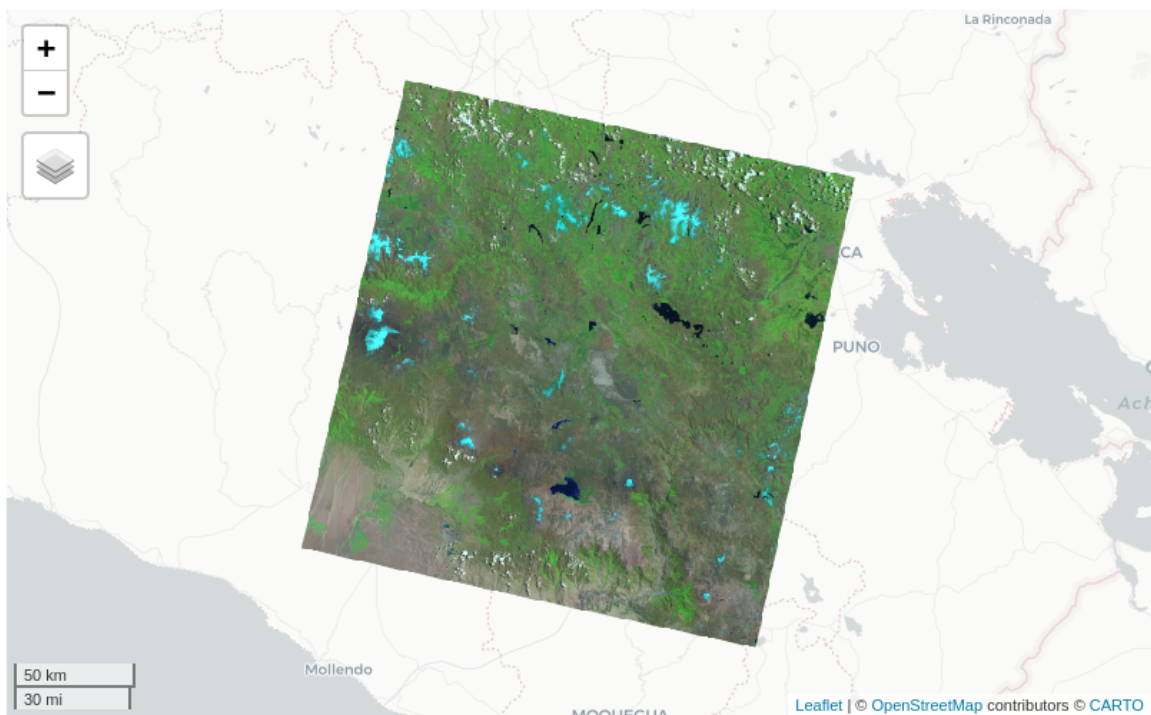 La Rinconada
+
−
CA
PUNO
Ach
50 km
30 mi
Mollendo
MOQUEGUA
Leaflet | © OpenStreetMap contributors © CARTO